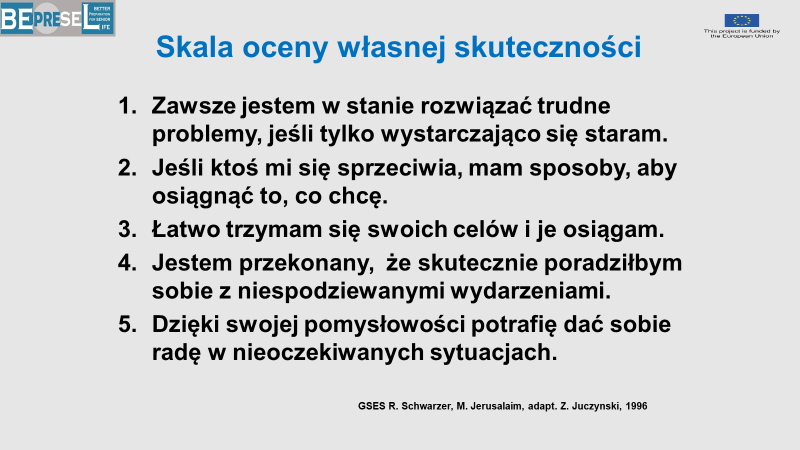 BEPRESEL BETTER PREPARATION FOR SENIOR LIFE
This project is funded by
the European Union
Skala oceny własnej skuteczności
1. Zawsze jestem w stanie rozwiązać trudne
problemy, jeśli tylko wystarczająco się staram.
2. Jeśli ktoś mi się sprzeciwia, mam sposoby, aby
osiągnąć to, co chcę.
3. Łatwo trzymam się swoich celów i je osiągam.
4. Jestem przekonany,  że skutecznie poradziłbym
sobie z niespodziewanymi wydarzeniami.
5. Dzięki swojej pomysłowości potrafię dać sobie
radę w nieoczekiwanych sytuacjach.
GSES R. Schwarzer, M. Jerusalaim, adapt. Z. Juczynski, 1996